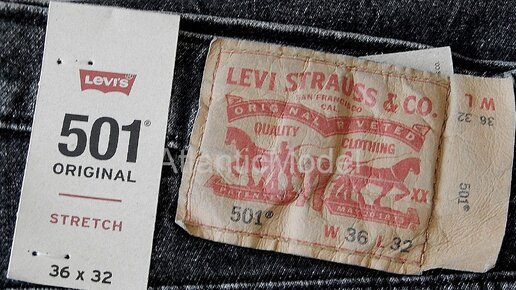 Levi's
501®
ORIGINAL
STRETCH
36 x 32
LEVI STRAUSS & CO.
SAN FRANCISCO
CAL
ORIGINAL RIVETED
QUALITY CLOTHING
XX
501®
W 36 L 32
W L
36 32
501®